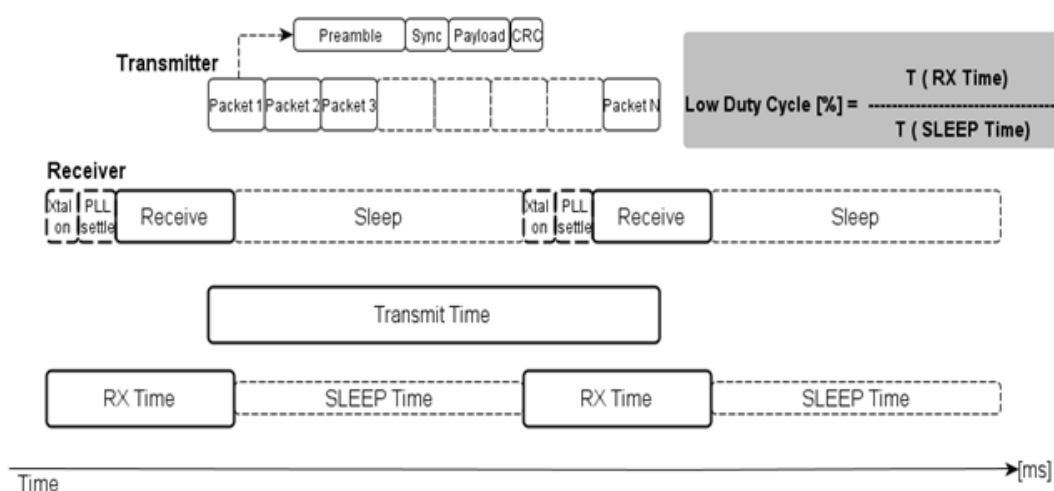 Preamble Sync Payload CRC
Transmitter
Packet 1 Packet 2 Packet 3 Packet N
T ( RX Time)
Low Duty Cycle [%] = ------------------------------------
T ( SLEEP Time)
Receiver
Xtal on PLL settle Receive Sleep Xtal on PLL settle Receive Sleep
Transmit Time
RX Time SLEEP Time RX Time SLEEP Time
[ms]
Time